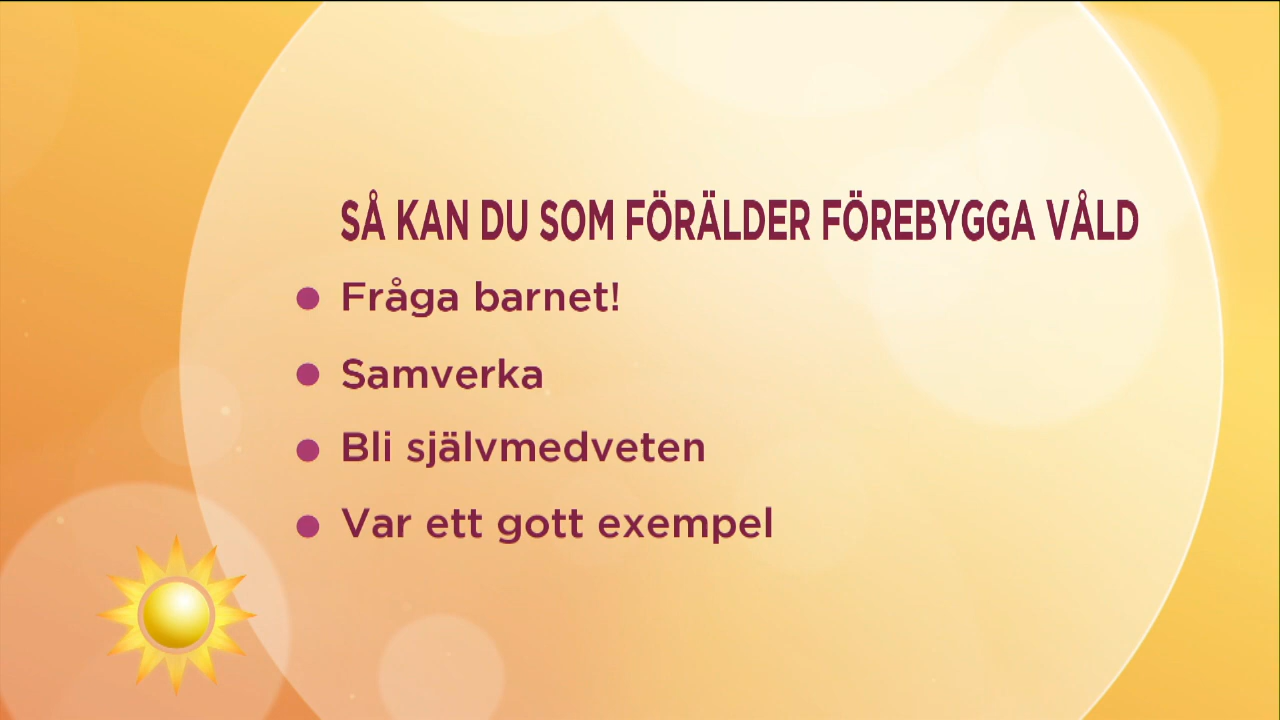 SÅ KAN DU SOM FÖRÄLDER FÖREBYGGA VÅLD
Fråga barnet!
Samverka
Bli självmedveten
Var ett gott exempel